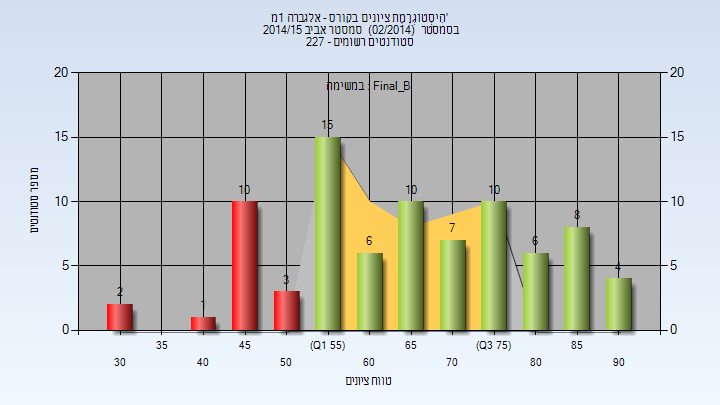 היסטוגרמת ציונים בקורס - אלגברה 1מ'
בסמסטר (02/2014) סמסטר אביב 2014/15
סטודנטים רשומים - 227
במשימה : Final_B
20 20
15 15
10 10
5 5
0 0
מספר סטודנטים
2 1 10 3 15 6 10 7 10 6 8 4
35 45 (Q1 55) 65 (Q3 75) 85
30 40 50 60 70 80 90
טווח ציונים